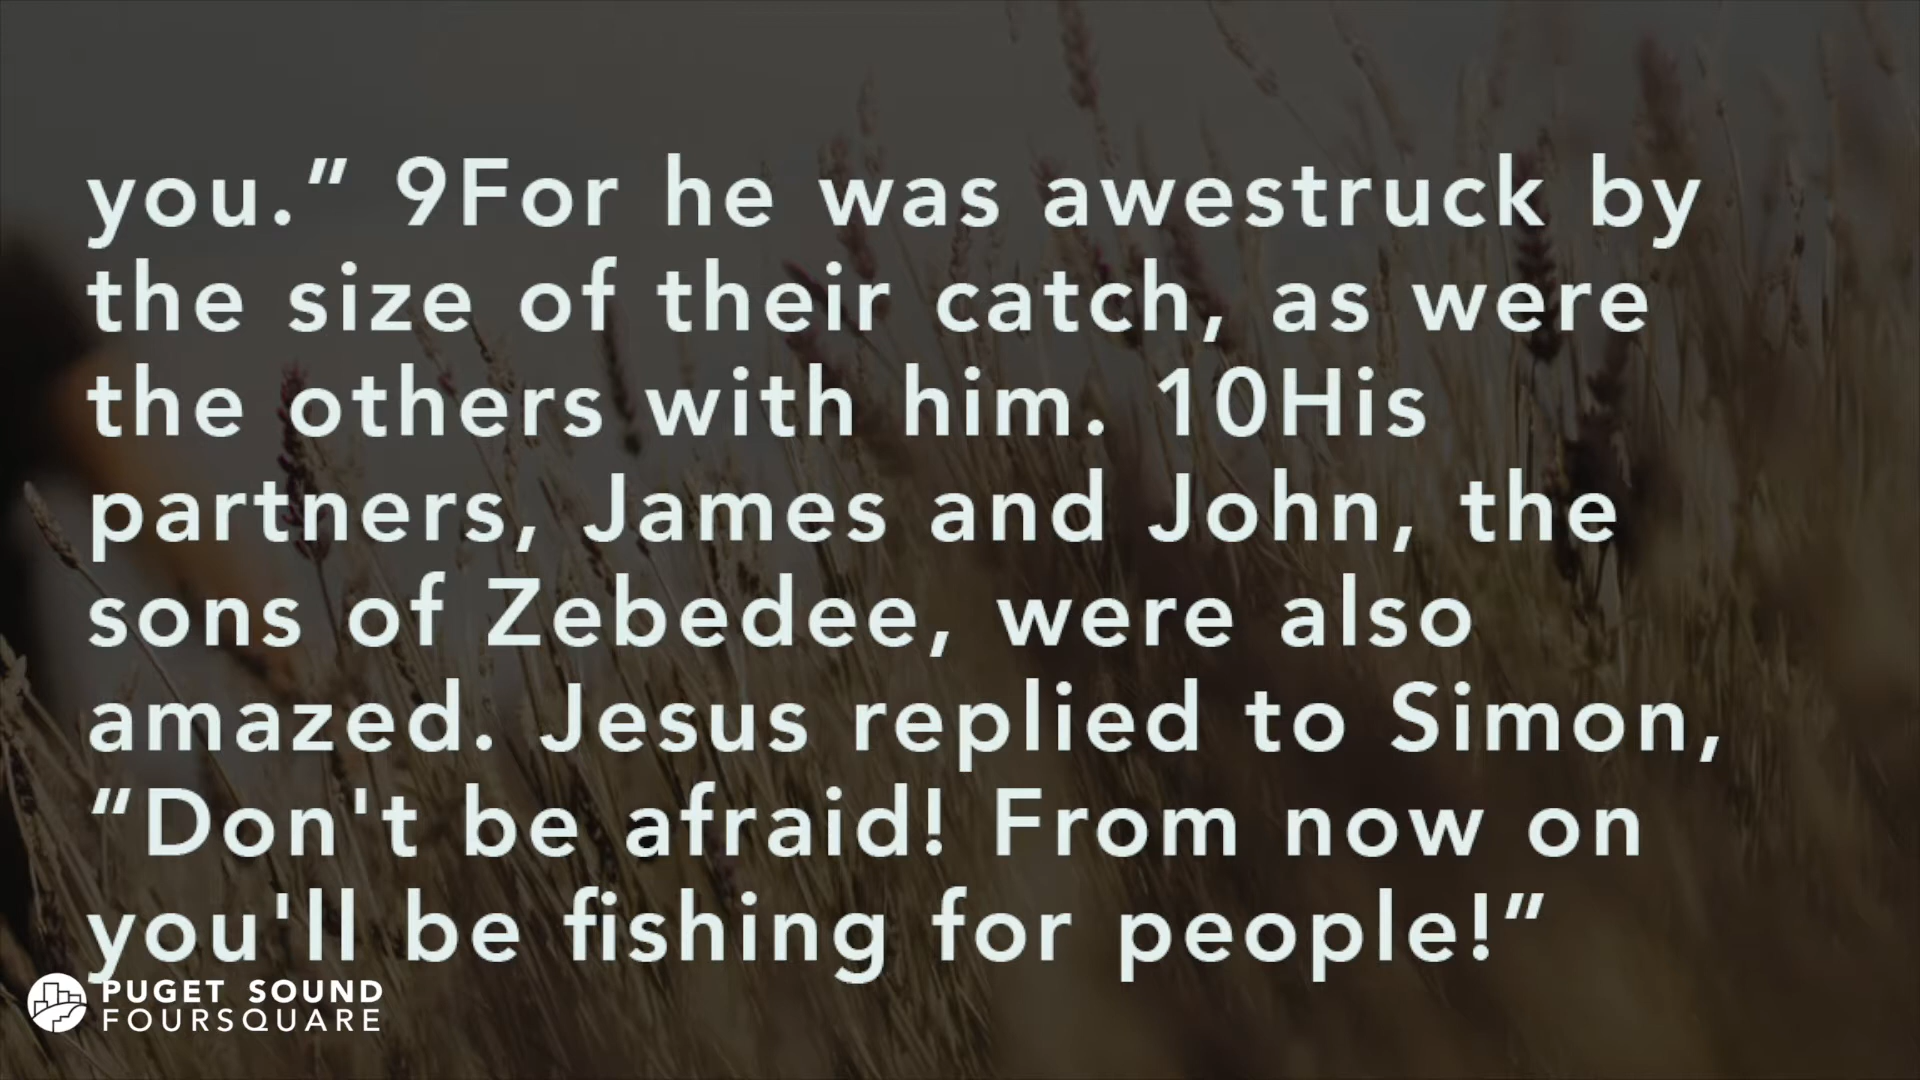 you.” 9For he was awestruck by
the size of their catch, as were
the others with him. 10His
partners, James and John, the
sons of Zebedee, were also
amazed. Jesus replied to Simon,
“Don't be afraid! From now on
you'll be fishing for people!”
PUGET SOUND
FOURSQUARE